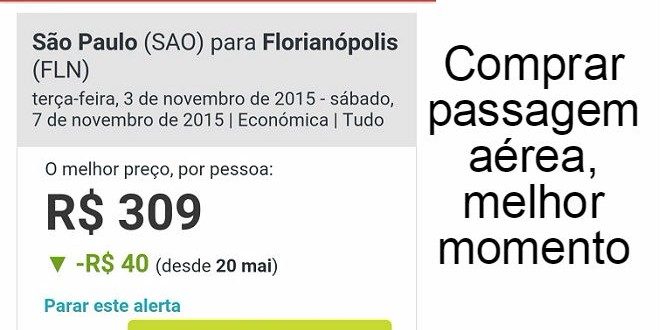 São Paulo (SAO) para Florianópolis
(FLN)
terça-feira, 3 de novembro de 2015 - sábado,
7 de novembro de 2015 | Económica | Tudo
O melhor preço, por pessoa:
R$ 309
▼ -R$ 40 (desde 20 mai)
Parar este alerta
Comprar
passagem
aérea,
melhor
momento